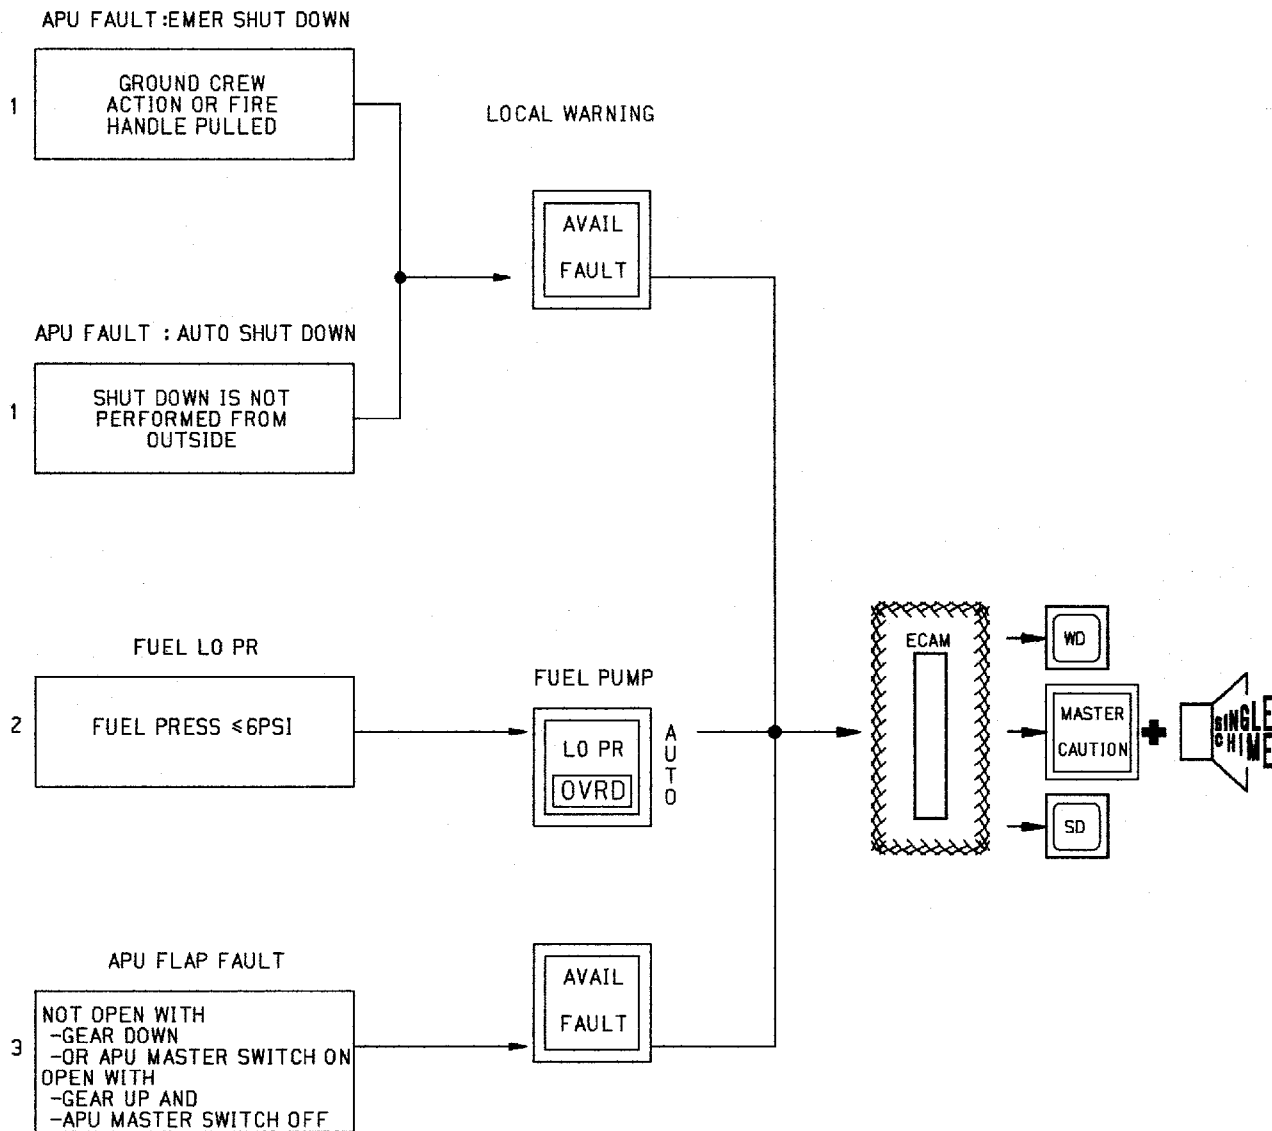 APU FAULT:EMER SHUT DOWN
1
GROUND CREW
ACTION OR FIRE
HANDLE PULLED
LOCAL WARNING
AVAIL
FAULT
APU FAULT : AUTO SHUT DOWN
1
SHUT DOWN IS NOT
PERFORMED FROM
OUTSIDE
FUEL LO PR
2
FUEL PRESS ≤6PSI
FUEL PUMP
LO PR
OVRD
AUTO
ECAM
WD
MASTER
CAUTION
SINGLE
CHIME
SD
APU FLAP FAULT
3
NOT OPEN WITH
-GEAR DOWN
-OR APU MASTER SWITCH ON
OPEN WITH
-GEAR UP AND
-APU MASTER SWITCH OFF
AVAIL
FAULT